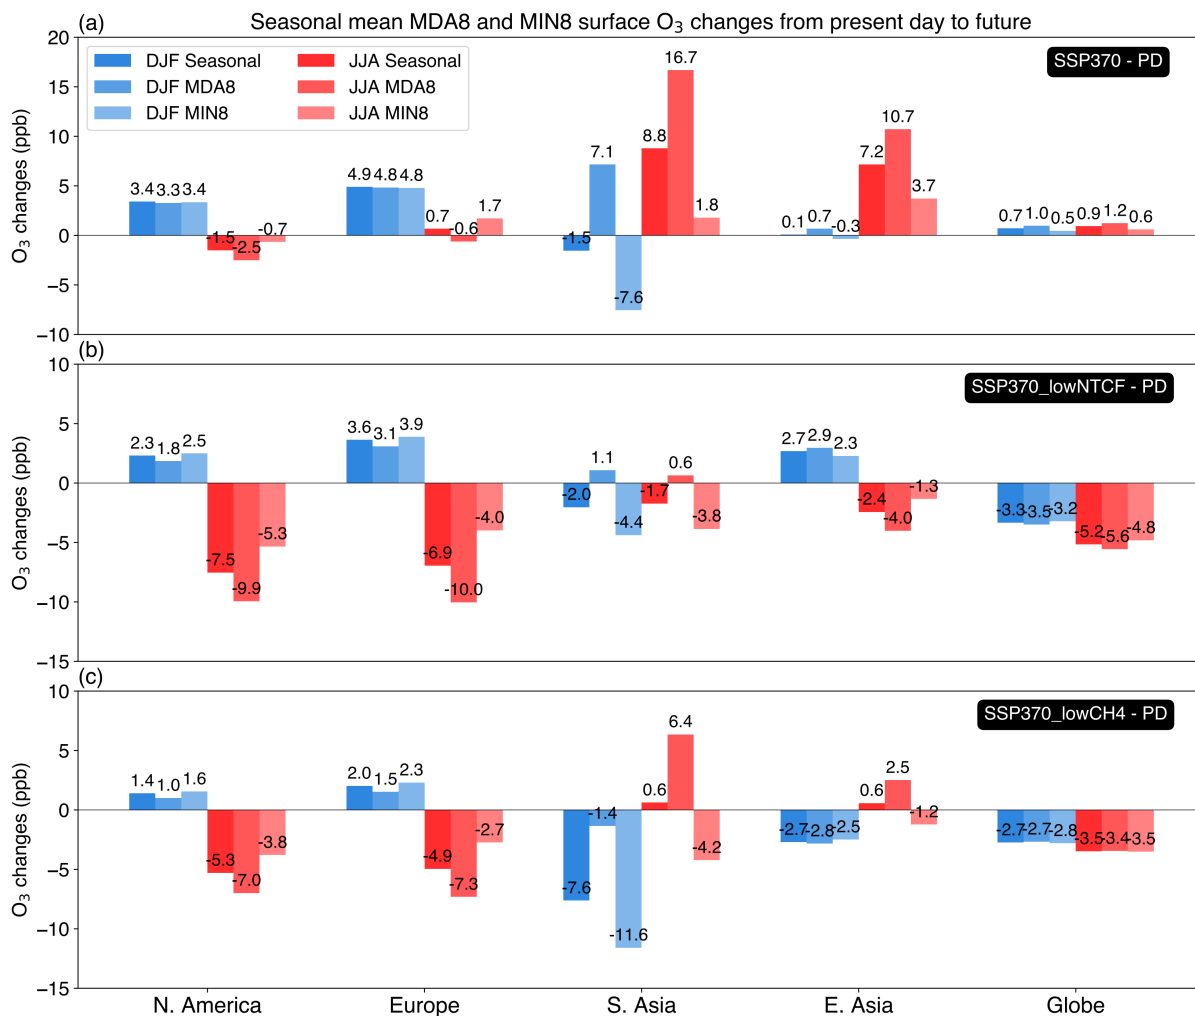 (a) Seasonal mean MDA8 and MIN8 surface O₃ changes from present day to future
SSP370 - PD
DJF Seasonal JJA Seasonal
DJF MDA8 JJA MDA8
DJF MIN8 JJA MIN8
O₃ changes (ppb)
20
15
10
5
0
−5
−10
3.4 3.3 3.4 -1.5 -2.5 -0.7
4.9 4.8 4.8 0.7 -0.6 1.7
-1.5 7.1 -7.6 8.8 16.7 1.8
0.1 0.7 -0.3 7.2 10.7 3.7
0.7 1.0 0.5 0.9 1.2 0.6
(b)
SSP370_lowNTCF - PD
O₃ changes (ppb)
10
5
0
−5
−10
−15
2.3 1.8 2.5 -7.5 -9.9 -5.3
3.6 3.1 3.9 -6.9 -10.0 -4.0
-2.0 1.1 -4.4 -1.7 0.6 -3.8
2.7 2.9 2.3 -2.4 -4.0 -1.3
-3.3 -3.5 -3.2 -5.2 -5.6 -4.8
(c)
SSP370_lowCH4 - PD
O₃ changes (ppb)
10
5
0
−5
−10
−15
1.4 1.0 1.6 -5.3 -7.0 -3.8
2.0 1.5 2.3 -4.9 -7.3 -2.7
-7.6 -1.4 -11.6 0.6 6.4 -4.2
-2.7 -2.8 -2.5 0.6 2.5 -1.2
-2.7 -2.7 -2.8 -3.5 -3.4 -3.5
N. America Europe S. Asia E. Asia Globe